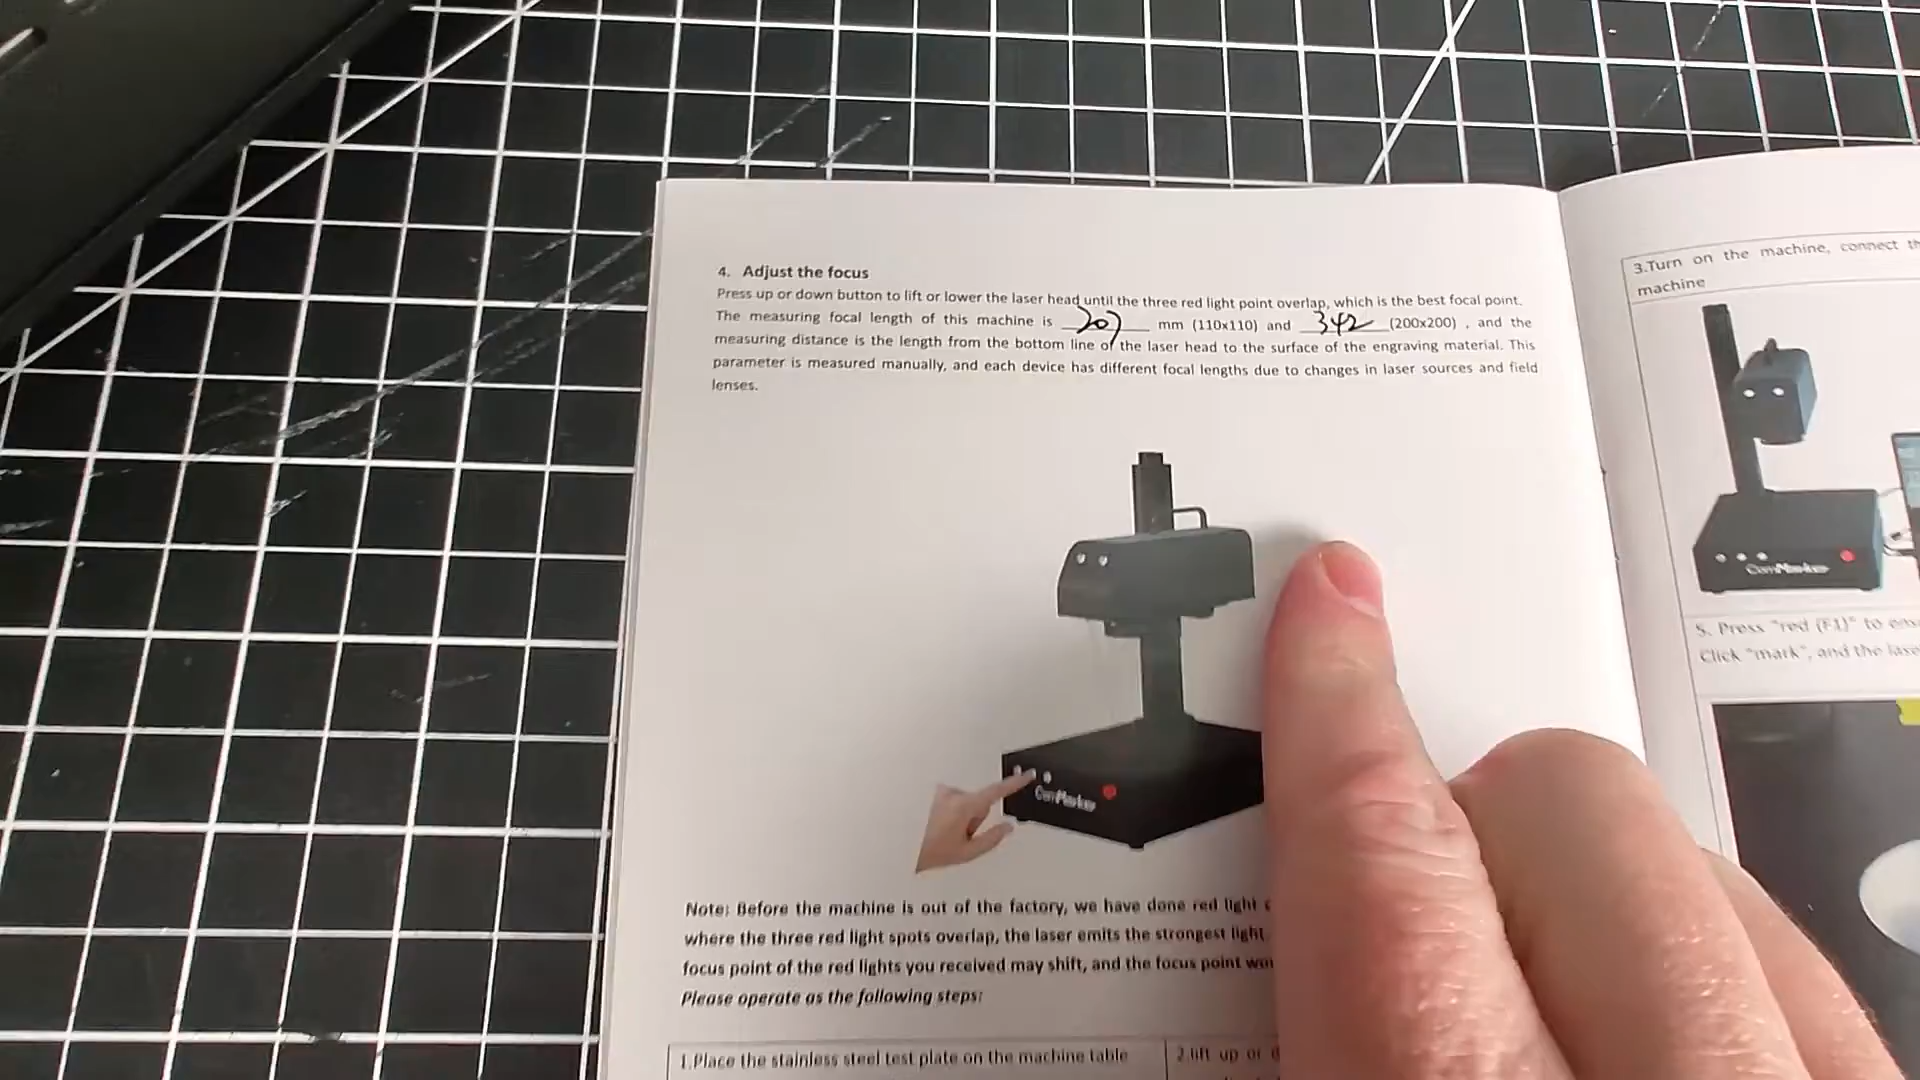 4. Adjust the focus
Press up or down button to lift or lower the laser head until the three red light point overlap, which is the best focal point.
The measuring focal length of this machine is 207 mm (110x110) and 342 (200x200) , and the
measuring distance is the length from the bottom line of the laser head to the surface of the engraving material. This
parameter is measured manually, and each device has different focal lengths due to changes in laser sources and field
lenses.
ComMarker
Note: Before the machine is out of the factory, we have done red light
where the three red light spots overlap, the laser emits the strongest light
focus point of the red lights you received may shift, and the focus point
Please operate as the following steps:
1.Place the stainless steel test plate on the machine table
2.lift up or
3.Turn on the machine, connect
machine
ComMarker
5. Press "red (F1)" to
Click "mark", and the